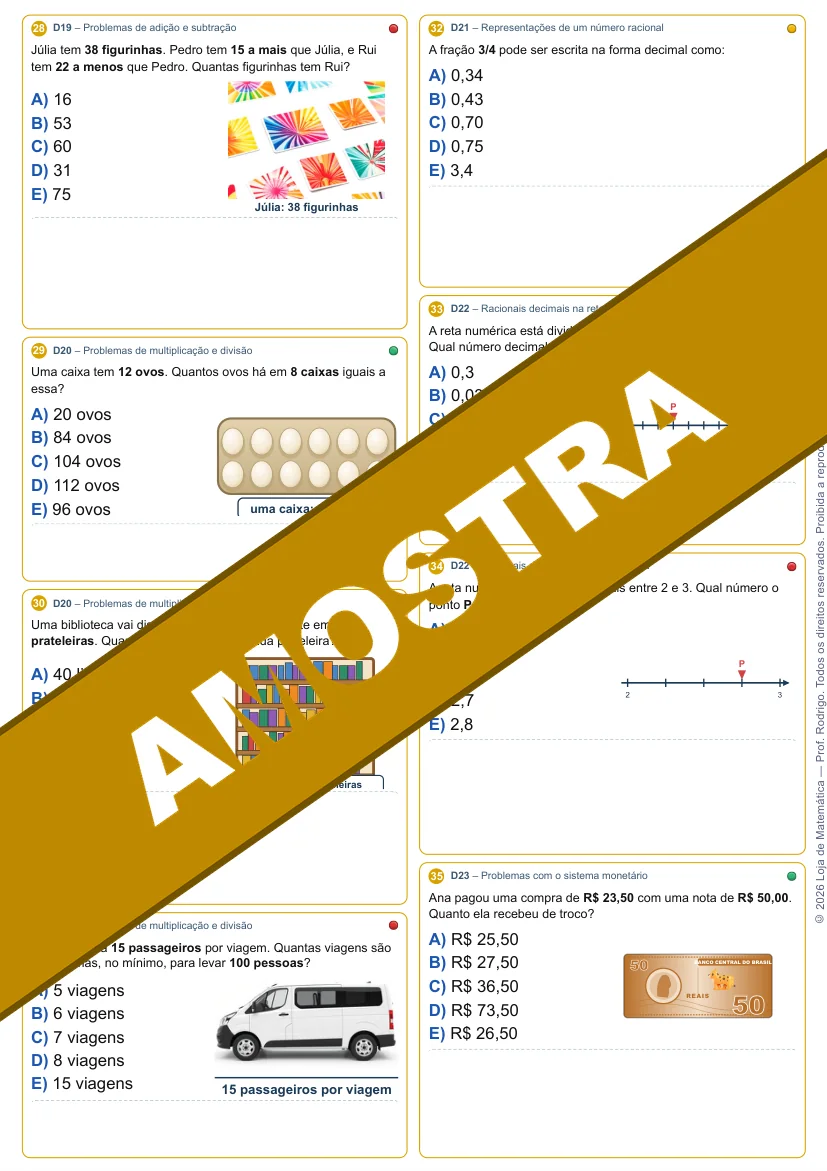 28 D19 – Problemas de adição e subtração
Júlia tem 38 figurinhas. Pedro tem 15 a mais que Júlia, e Rui
tem 22 a menos que Pedro. Quantas figurinhas tem Rui?
A) 16
B) 53
C) 60
D) 31
E) 75
Júlia: 38 figurinhas
29 D20 – Problemas de multiplicação e divisão
Uma caixa tem 12 ovos. Quantos ovos há em 8 caixas iguais a
essa?
A) 20 ovos
B) 84 ovos
C) 104 ovos
D) 112 ovos
E) 96 ovos
uma caixa:
30 D20 – Problemas de
Uma biblioteca vai
prateleiras.
A) 40
B)
de multiplicação e divisão
15 passageiros por viagem. Quantas viagens são
no mínimo, para levar 100 pessoas?
5 viagens
B) 6 viagens
C) 7 viagens
D) 8 viagens
E) 15 viagens
15 passageiros por viagem
32 D21 – Representações de um número racional
A fração 3/4 pode ser escrita na forma decimal como:
A) 0,34
B) 0,43
C) 0,70
D) 0,75
E) 3,4
33 D22 – Racionais decimais na
A reta numérica está
Qual número
A) 0,3
B)
P
34 D22
entre 2 e 3. Qual número o
ponto P
2,7
E) 2,8
P
2 3
35 D23 – Problemas com o sistema monetário
Ana pagou uma compra de R$ 23,50 com uma nota de R$ 50,00.
Quanto ela recebeu de troco?
A) R$ 25,50
B) R$ 27,50
C) R$ 36,50
D) R$ 73,50
E) R$ 26,50
50 BANCO CENTRAL DO BRASIL
REAIS
50
AMOSTRA
© 2026 Loja de Matemática — Prof. Rodrigo. Todos os direitos reservados. Proibida a